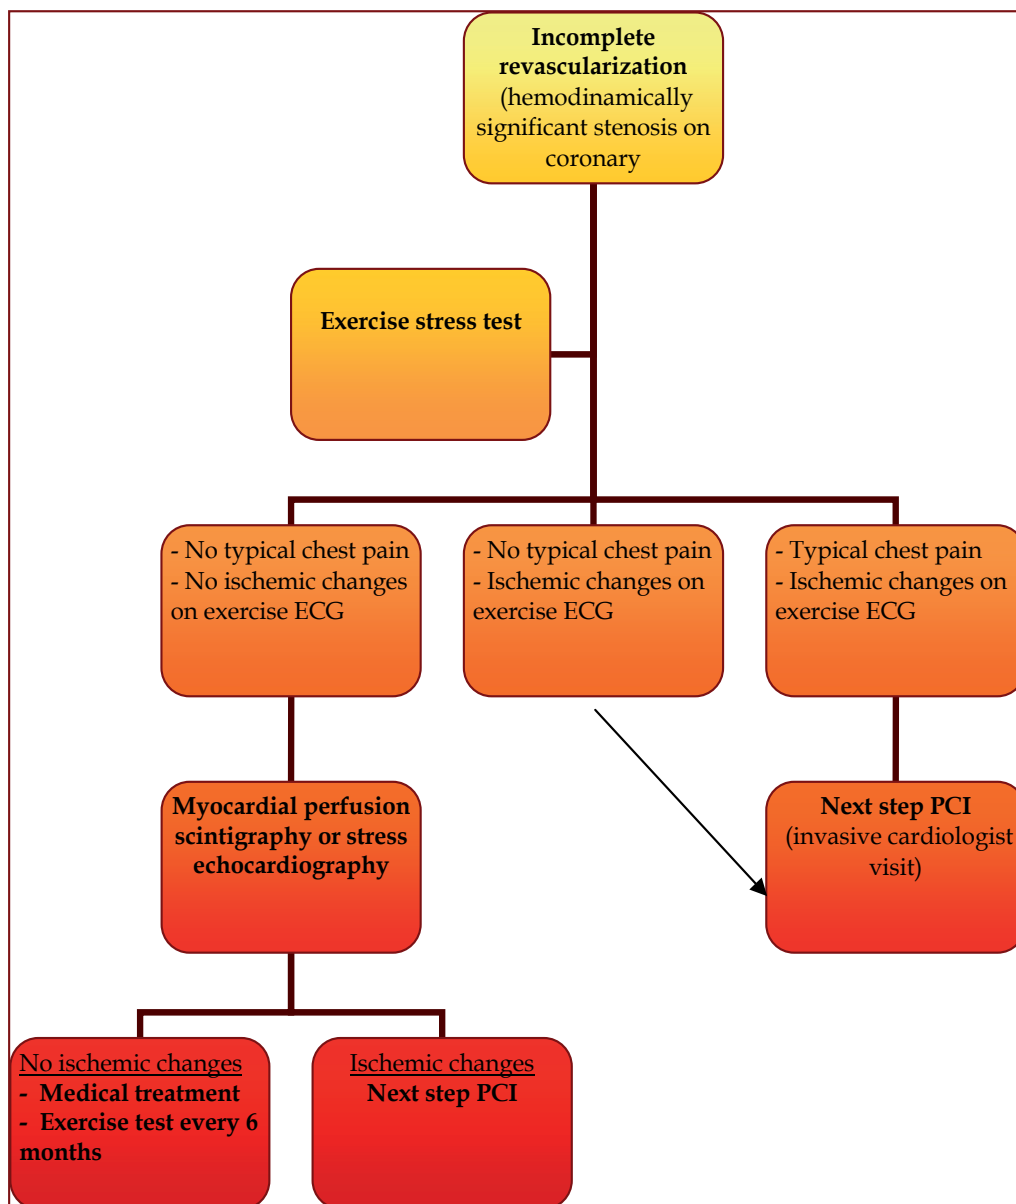 Incomplete
revascularization
(hemodinamically
significant stenosis on
coronary
Exercise stress test
- No typical chest pain
- No ischemic changes
on exercise ECG
- No typical chest pain
- Ischemic changes on
exercise ECG
- Typical chest pain
- Ischemic changes on
exercise ECG
Myocardial perfusion
scintigraphy or stress
echocardiography
Next step PCI
(invasive cardiologist
visit)
No ischemic changes
- Medical treatment
- Exercise test every 6
months
Ischemic changes
Next step PCI